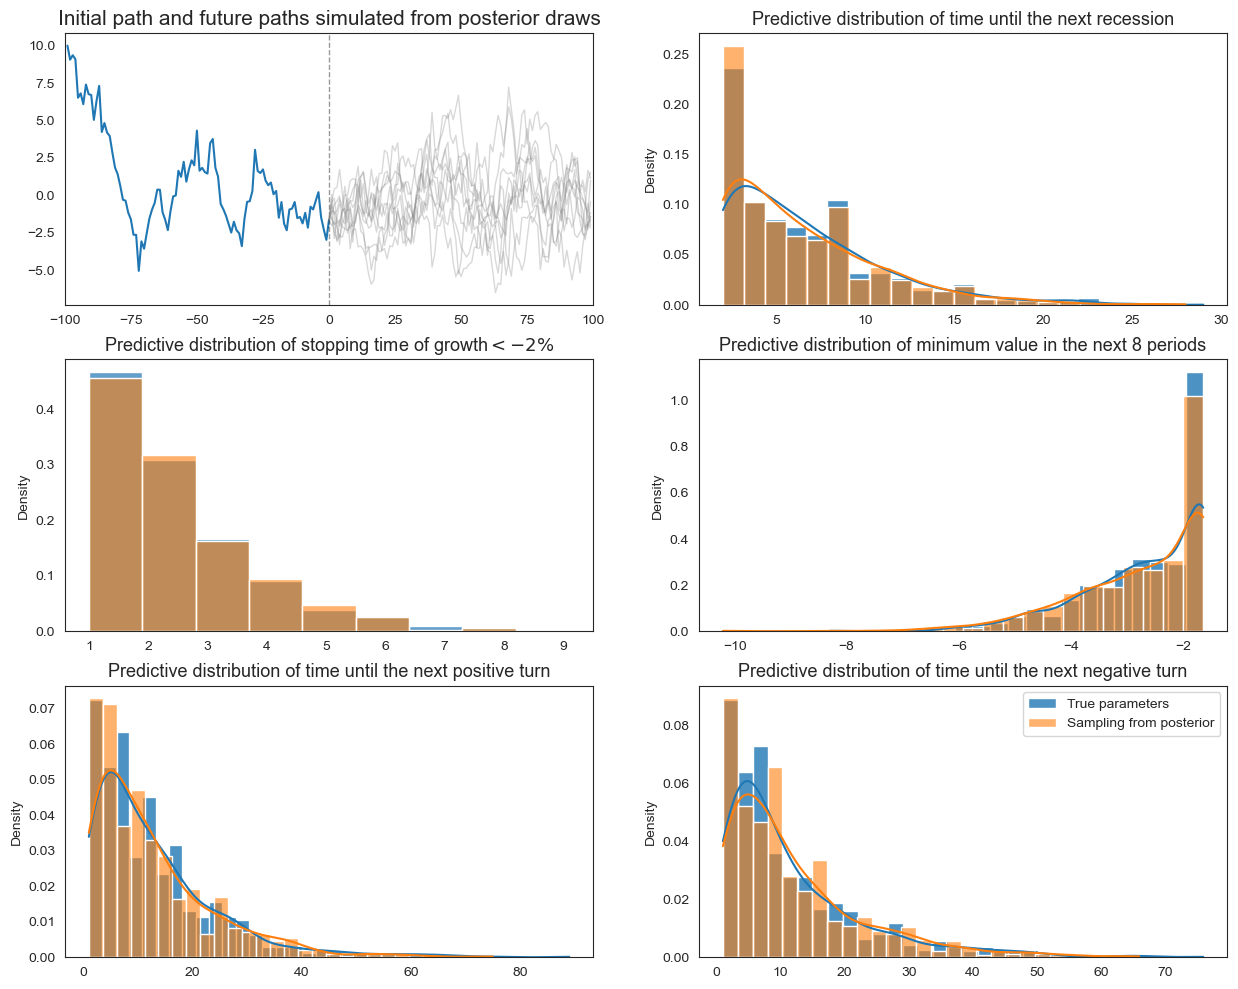 Initial path and future paths simulated from posterior draws
10.0
7.5
5.0
2.5
0.0
−2.5
−5.0
−100 −75 −50 −25 0 25 50 75 100
Predictive distribution of time until the next recession
Density
0.25
0.20
0.15
0.10
0.05
0.00
5 10 15 20 25 30
Predictive distribution of stopping time of growth < −2%
Density
0.4
0.3
0.2
0.1
0.0
1 2 3 4 5 6 7 8 9
Predictive distribution of minimum value in the next 8 periods
Density
1.0
0.8
0.6
0.4
0.2
0.0
−10 −8 −6 −4 −2
Predictive distribution of time until the next positive turn
Density
0.07
0.06
0.05
0.04
0.03
0.02
0.01
0.00
0 20 40 60 80
Predictive distribution of time until the next negative turn
Density
0.08
0.06
0.04
0.02
0.00
0 10 20 30 40 50 60 70
True parameters
Sampling from posterior